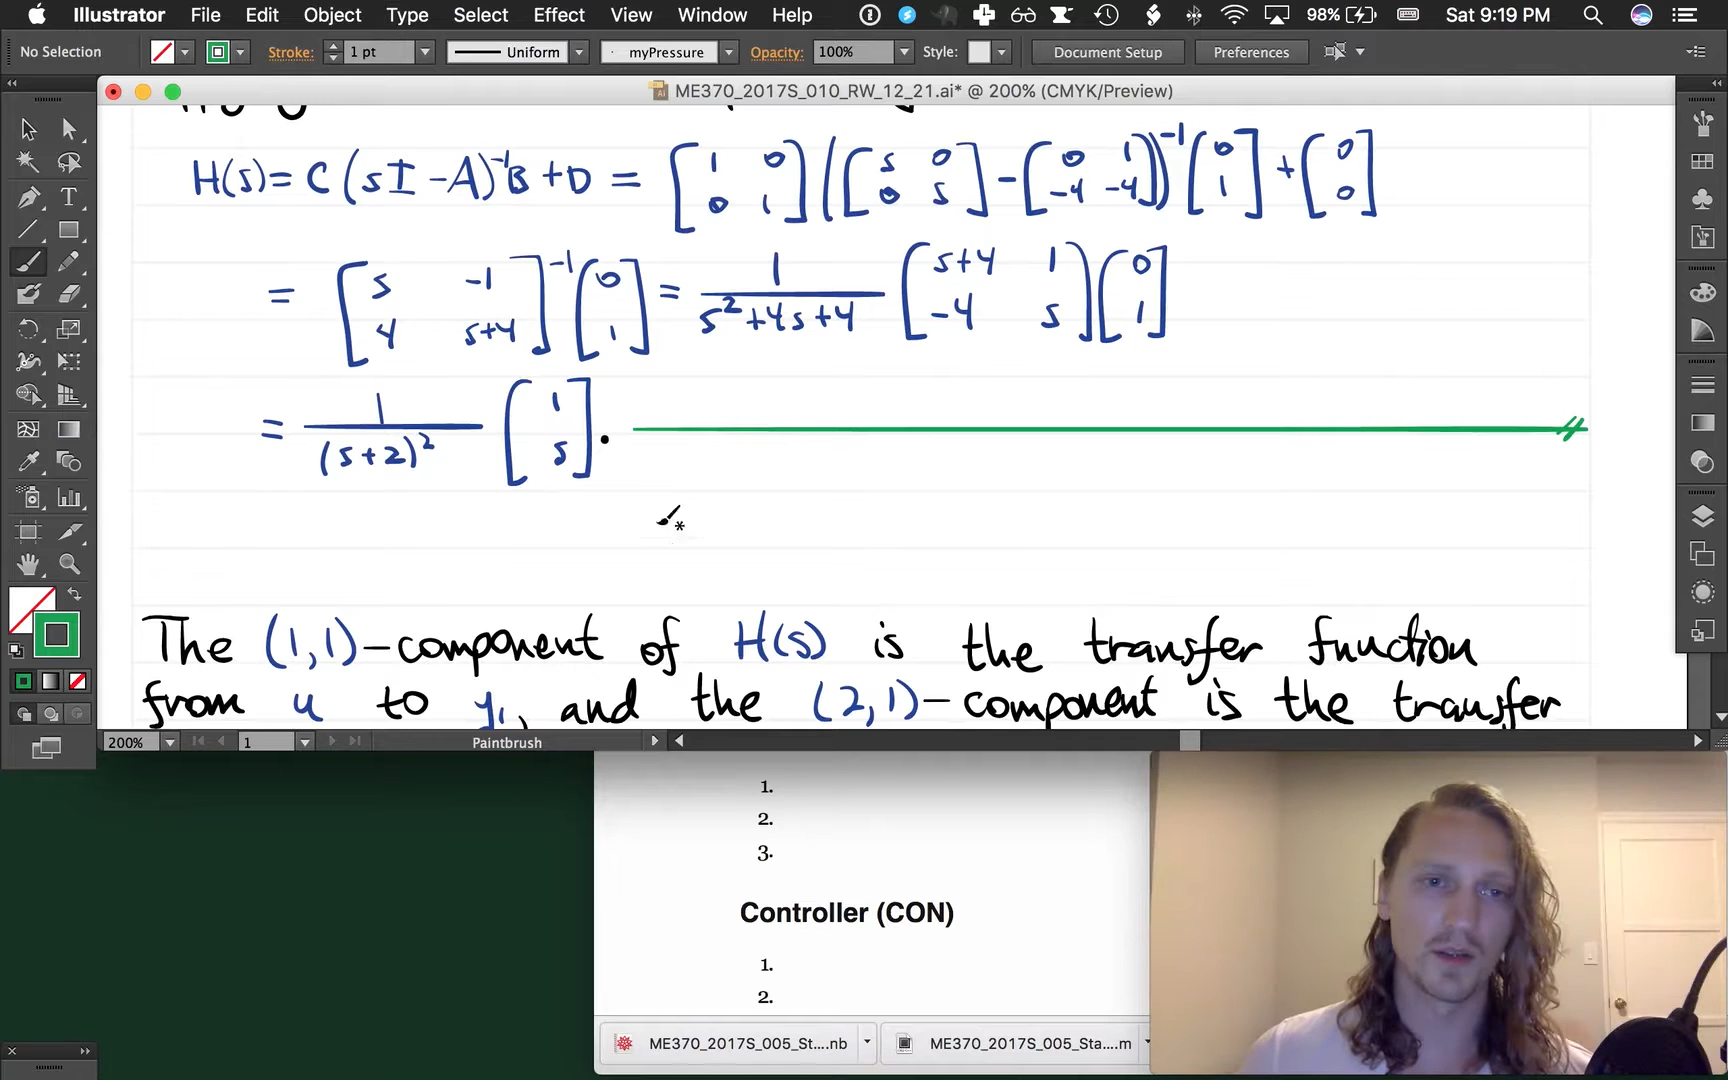 Illustrator File Edit Object Type Select Effect View Window Help 98% Sat 9:19 PM
No Selection Stroke: 1 pt Uniform myPressure Opacity: 100% Style: Document Setup Preferences
ME370_2017S_010_RW_12_21.ai* @ 200% (CMYK/Preview)
H(s) = C (sI - A)⁻¹ B + D = [1 0; 0 1] ([s 0; 0 s] - [0 1; -4 -4])⁻¹ [0; 1] + [0; 0]
= [s -1; 4 s+4]⁻¹ [0; 1] = 1/(s²+4s+4) [s+4 1; -4 s] [0; 1]
= 1/(s+2)² [1; s].
The (1,1)-component of H(s) is the transfer function
from u to y₁, and the (2,1)-component is the transfer
200% 1 Paintbrush
1.
2.
3.
Controller (CON)
1.
2.
ME370_2017S_005_St....nb ME370_2017S_005_Sta....m